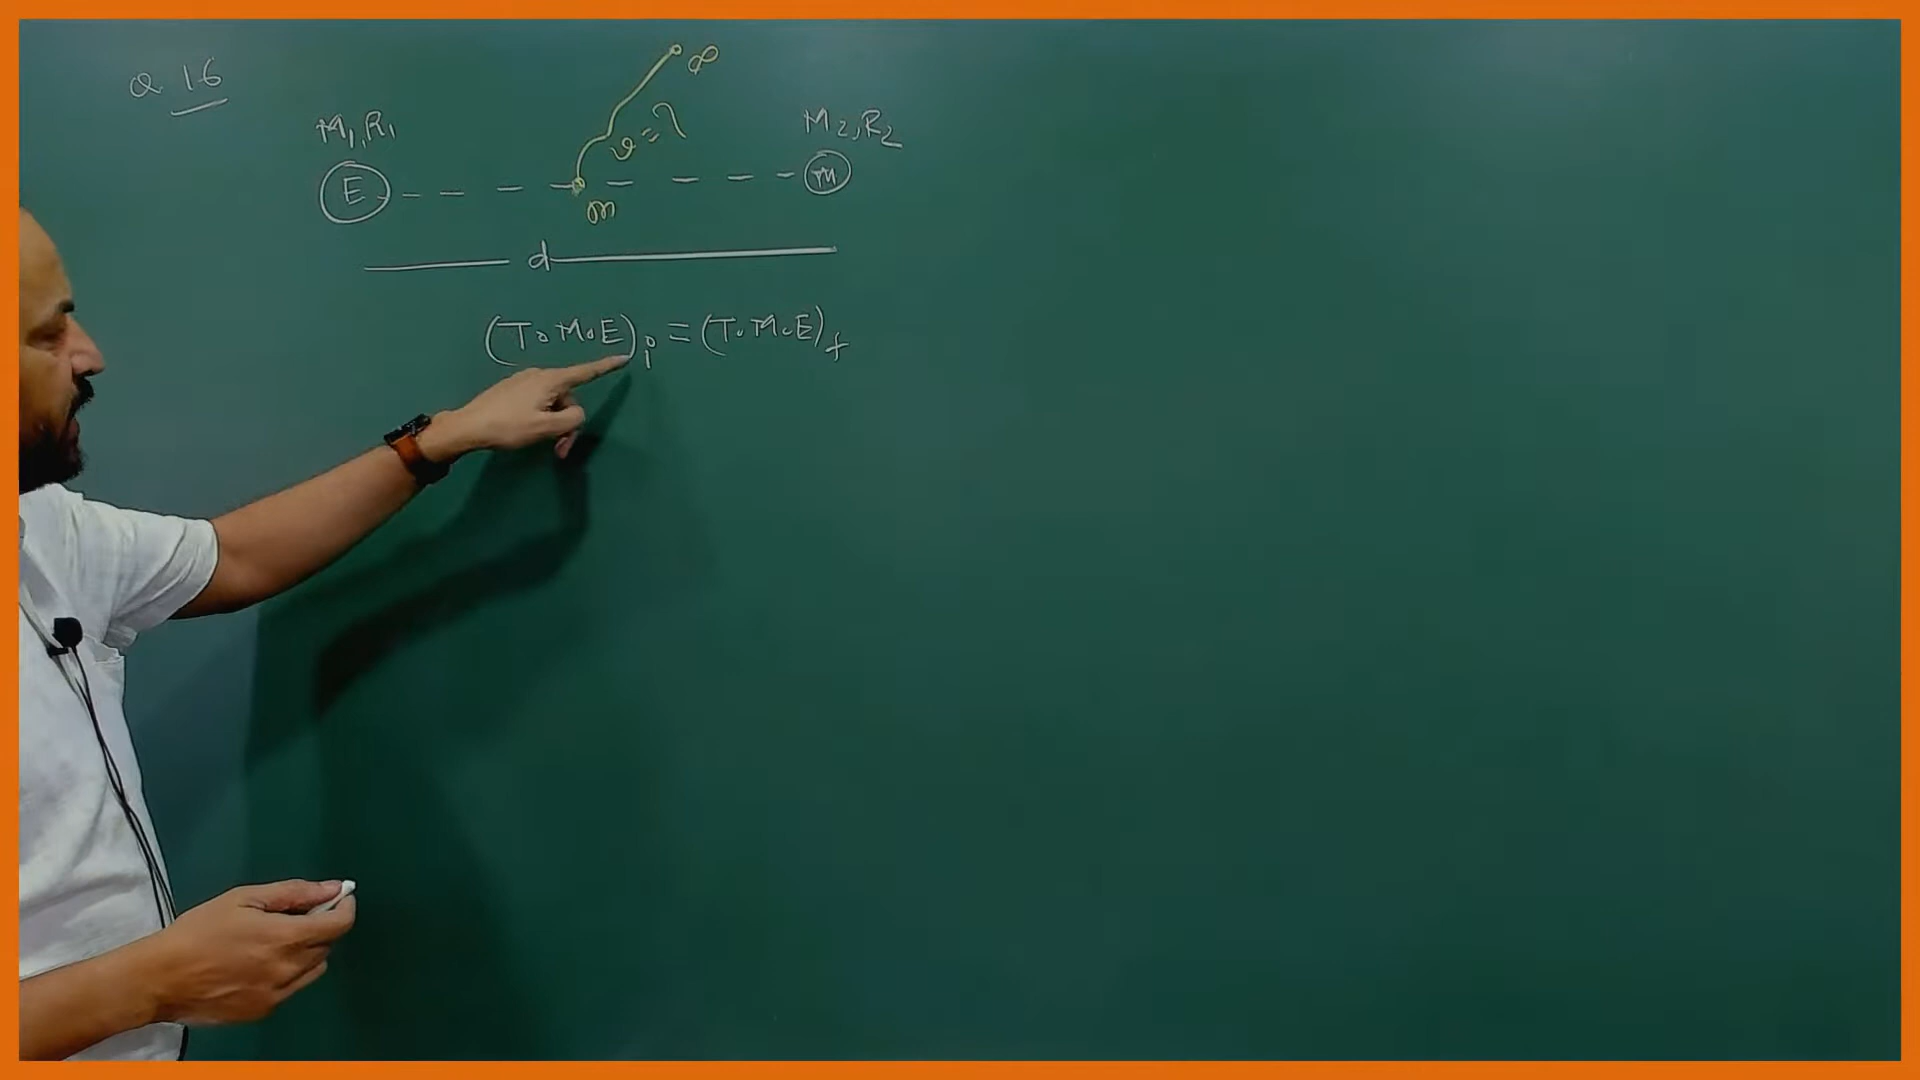 Q. 16
∞
M₁,R₁
v = ?
M₂,R₂
E
m
m
d
(T.M.E)i = (T.M.E)f